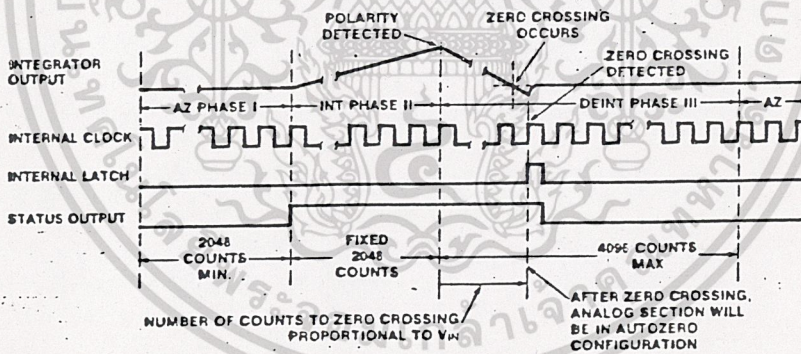 POLARITY
DETECTED
ZERO CROSSING
OCCURS
INTEGRATOR
OUTPUT
ZERO CROSSING
DETECTED
AZ PHASE I
INT PHASE II
DEINT PHASE III
AZ
INTERNAL CLOCK
INTERNAL LATCH
STATUS OUTPUT
2048
COUNTS
MIN.
FIXED
2048
COUNTS
4096 COUNTS
MAX
NUMBER OF COUNTS TO ZERO CROSSING
PROPORTIONAL TO VIN
AFTER ZERO CROSSING,
ANALOG SECTION WILL
BE IN AUTOZERO
CONFIGURATION